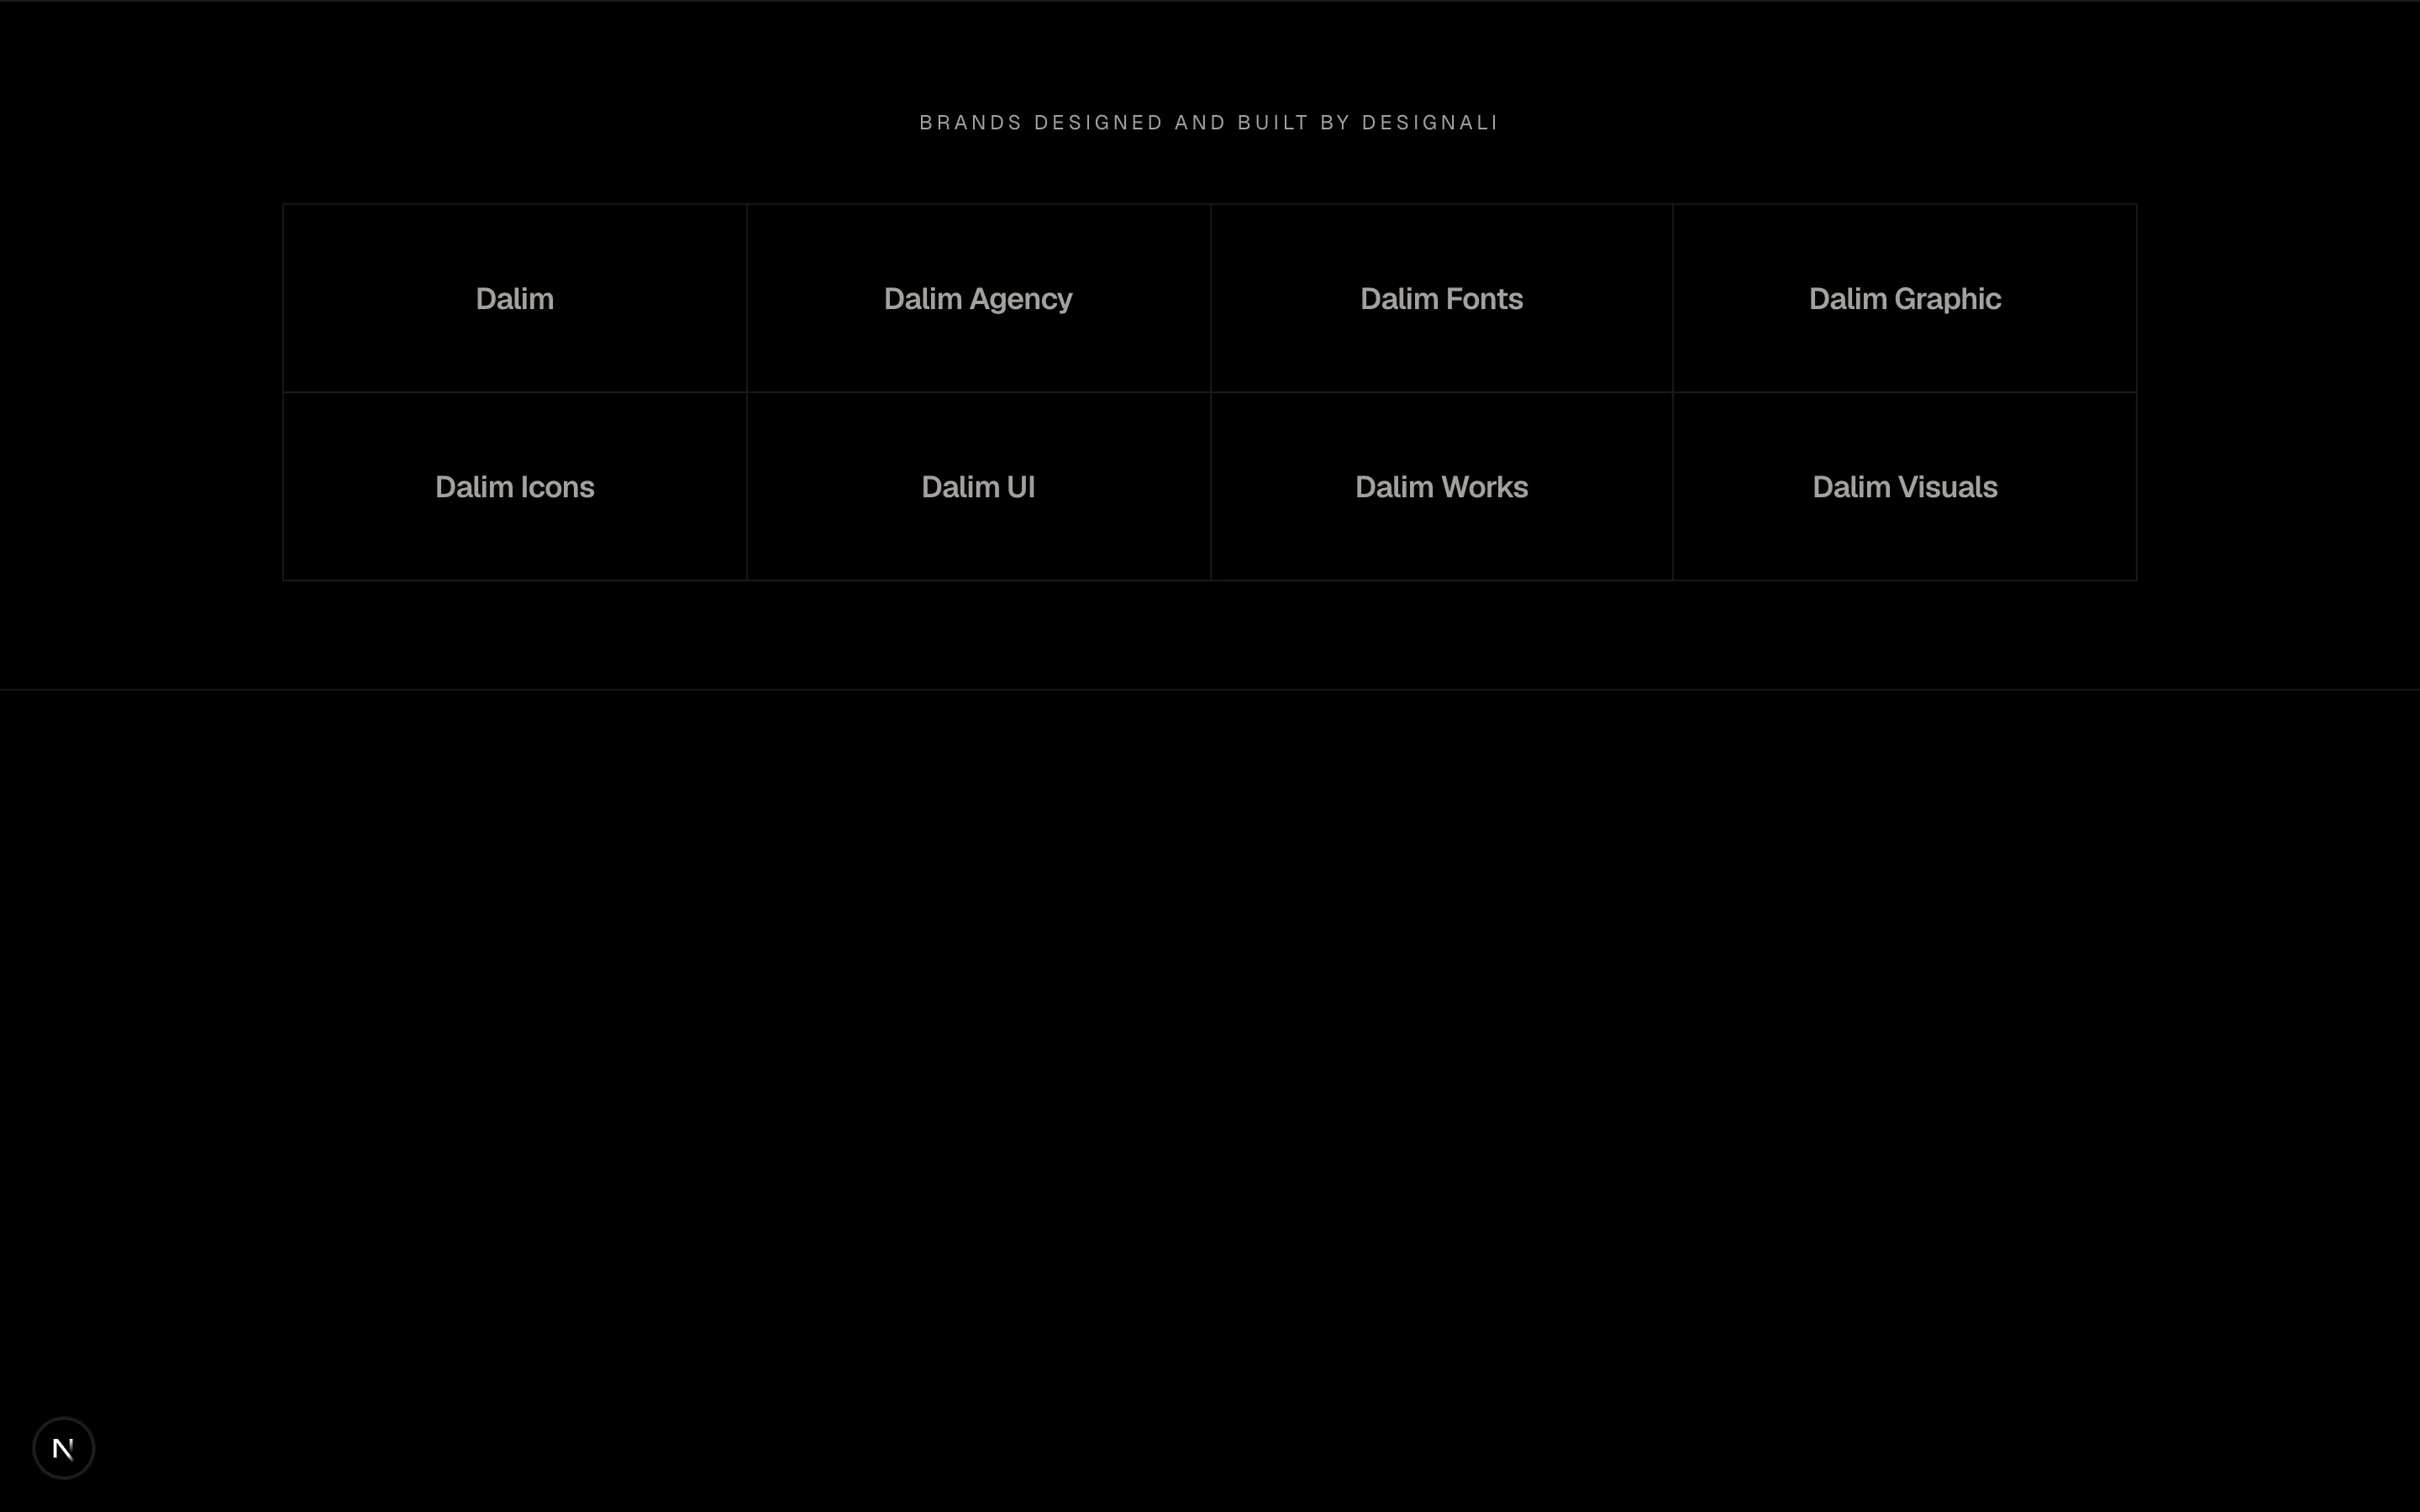 BRANDS DESIGNED AND BUILT BY DESIGNALI
Dalim
Dalim Agency
Dalim Fonts
Dalim Graphic
Dalim Icons
Dalim UI
Dalim Works
Dalim Visuals
N